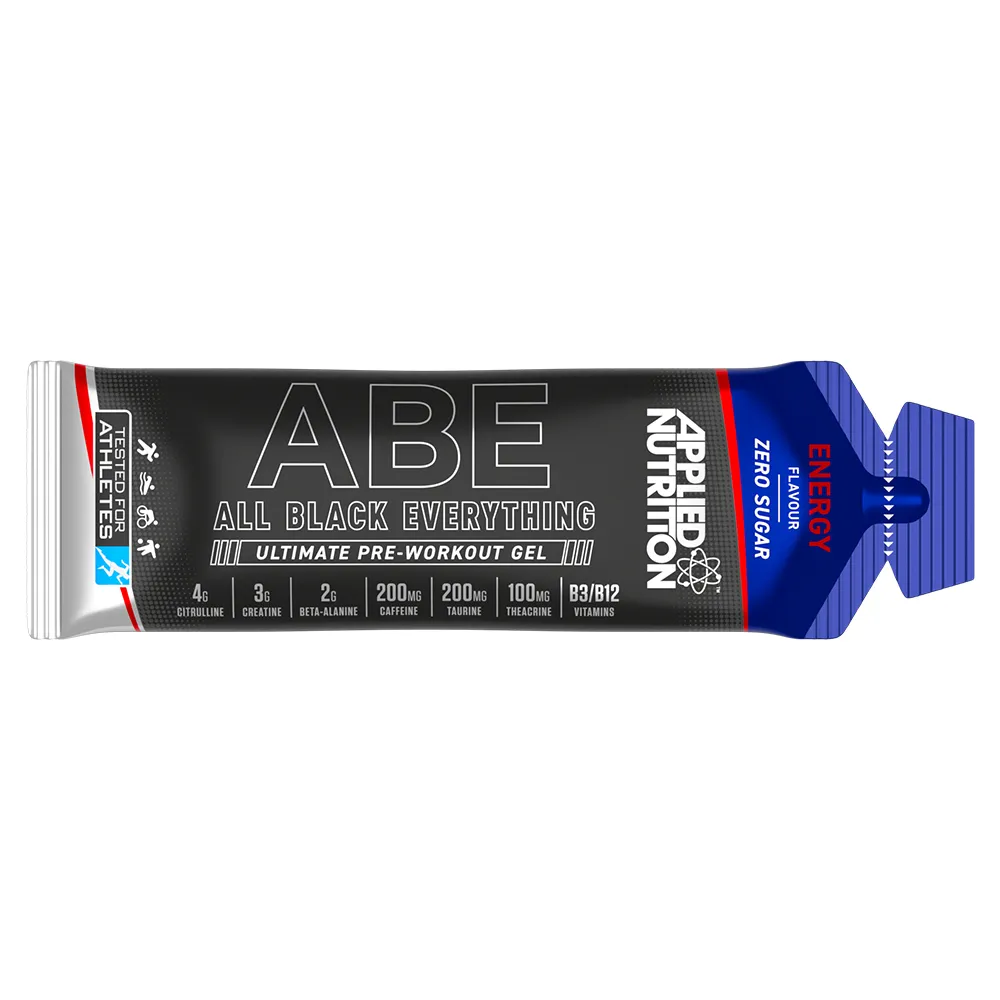 TESTED FOR
ATHLETES
ABE
ALL BLACK EVERYTHING
ULTIMATE PRE-WORKOUT GEL
4G CITRULLINE
3G CREATINE
2G BETA-ALANINE
200MG CAFFEINE
200MG TAURINE
100MG THEACRINE
B3/B12 VITAMINS
APPLIED
NUTRITION
™
ENERGY
FLAVOUR
ZERO SUGAR